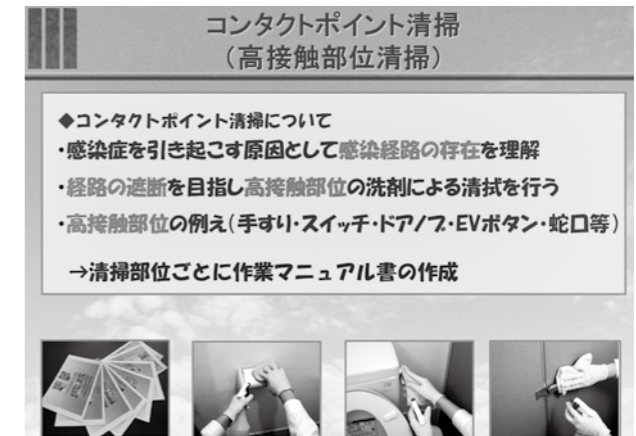 コンタクトポイント清掃
（高接触部位清掃）
◆コンタクトポイント清掃について
・感染症を引き起こす原因として感染経路の存在を理解
・経路の遮断を目指し高接触部位の洗剤による清拭を行う
・高接触部位の例え(手すり・スイッチ・ドアノブ・EVボタン・蛇口等)
→清掃部位ごとに作業マニュアル書の作成